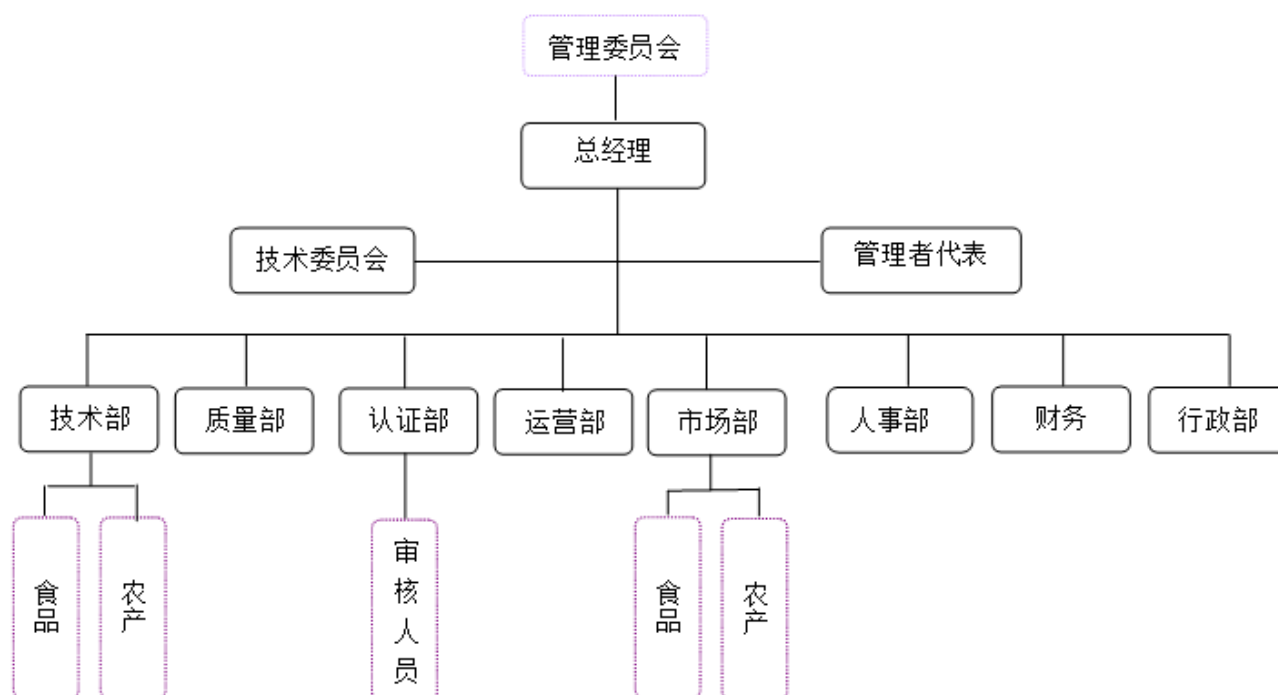 管理委员会
总经理
技术委员会
管理者代表
技术部
质量部
认证部
运营部
市场部
人事部
财务
行政部
食品
农产
审核人员
食品
农产